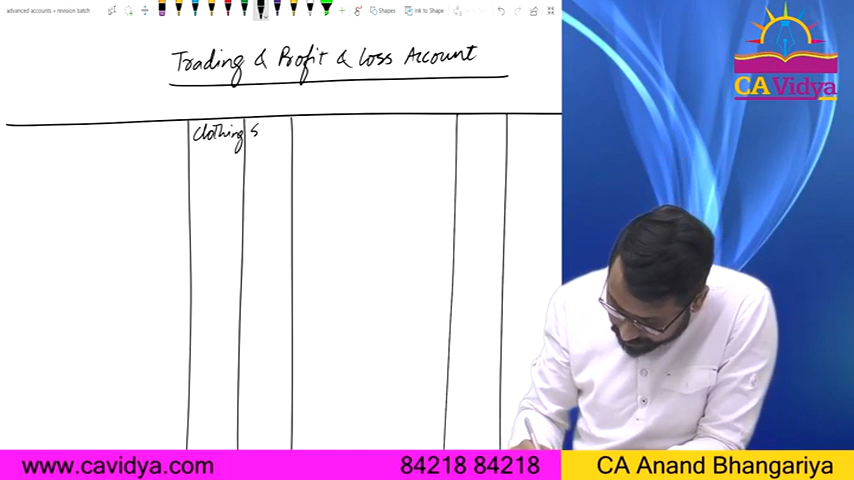 advanced accounts + revision batch
Shapes
Ink to Shape
Trading & Profit & Loss Account
Clothing S
CA Vidya
www.cavidya.com
84218 84218
CA Anand Bhangariya